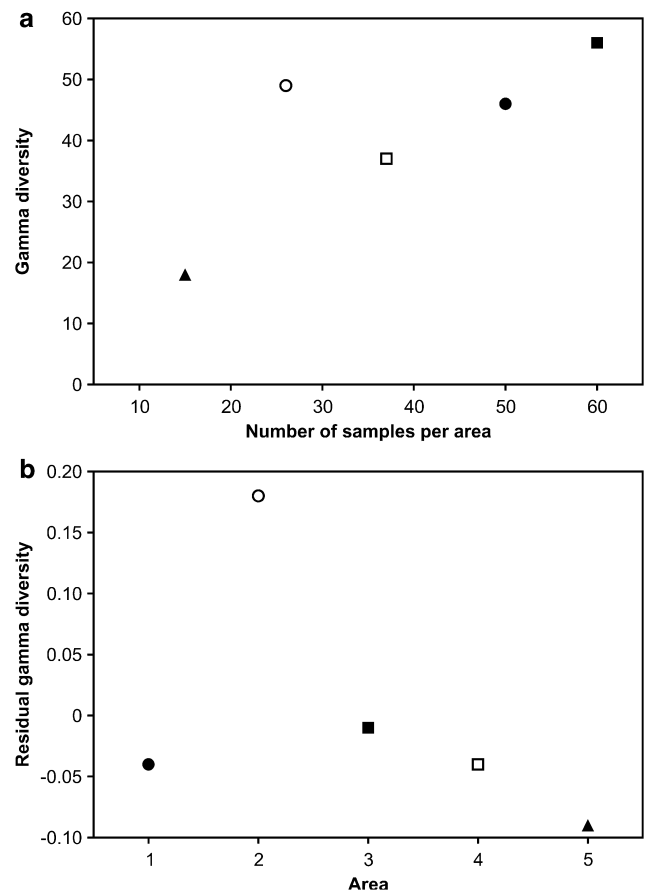 a
60
50
40
30
20
10
0
Gamma diversity
10 20 30 40 50 60
Number of samples per area
b
0.20
0.15
0.10
0.05
0
-0.05
-0.10
Residual gamma diversity
1 2 3 4 5
Area